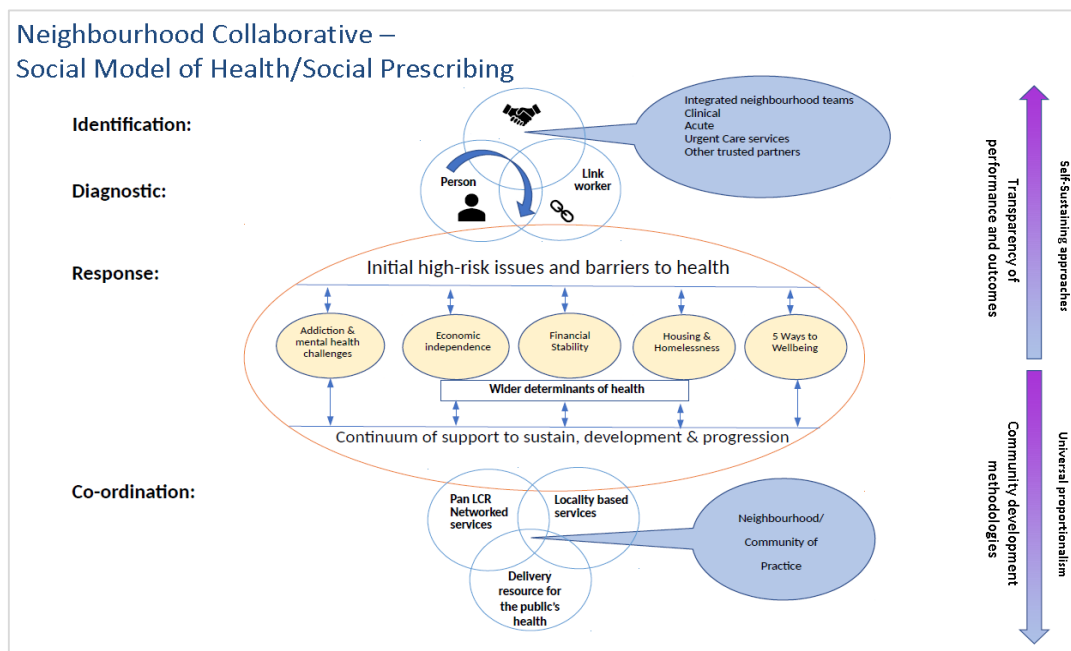 Neighbourhood Collaborative –
Social Model of Health/Social Prescribing
Identification:
Integrated neighbourhood teams
Clinical
Acute
Urgent Care services
Other trusted partners
Diagnostic:
Person
Link
worker
Response:
Initial high-risk issues and barriers to health
Addiction &
mental health
challenges
Economic
independence
Financial
Stability
Housing &
Homelessness
5 Ways to
Wellbeing
Wider determinants of health
Continuum of support to sustain, development & progression
Co-ordination:
Pan LCR
Networked
services
Locality based
services
Delivery
resource for
the public's
health
Neighbourhood/
Community of
Practice
Self-Sustaining approaches
Transparency of
performance and outcomes
Universal proportionalism
Community development
methodologies